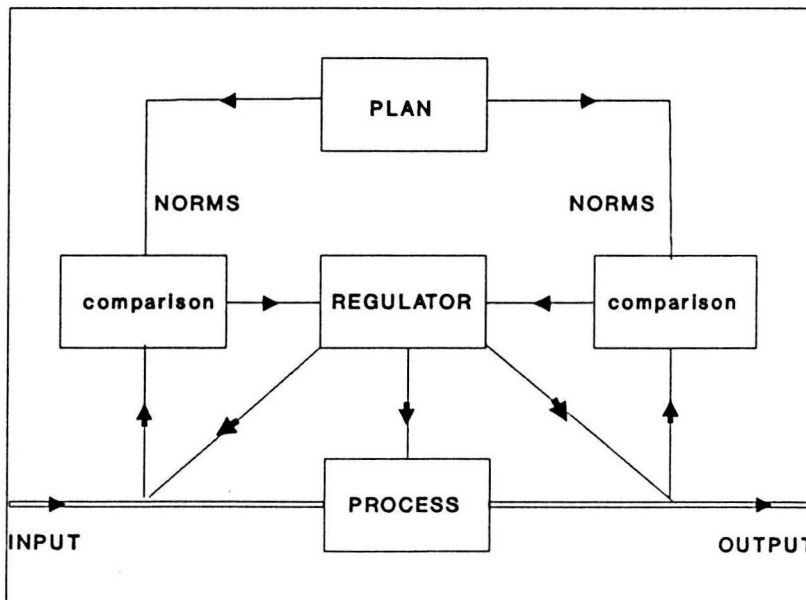 PLAN
NORMS
NORMS
comparison
REGULATOR
comparison
PROCESS
INPUT
OUTPUT